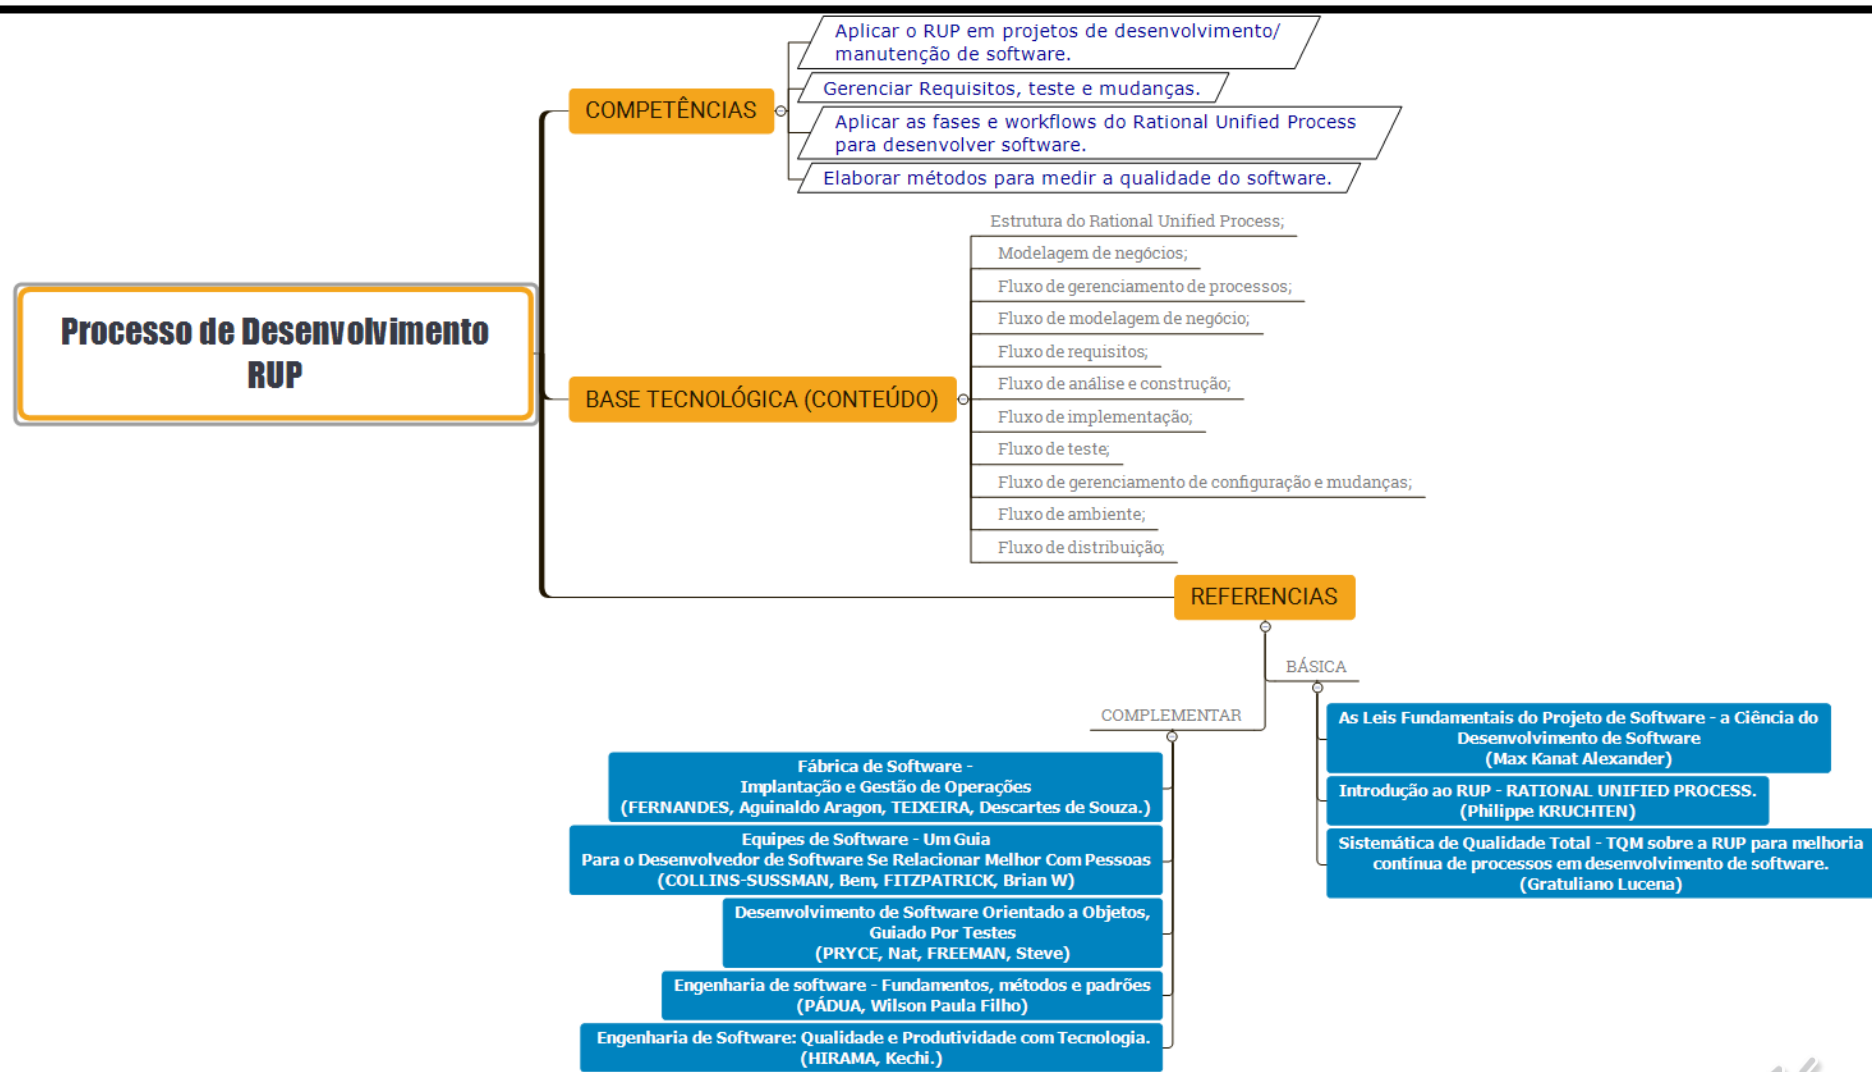 Processo de Desenvolvimento
RUP
COMPETÊNCIAS
Aplicar o RUP em projetos de desenvolvimento/
manutenção de software.
Gerenciar Requisitos, teste e mudanças.
Aplicar as fases e workflows do Rational Unified Process
para desenvolver software.
Elaborar métodos para medir a qualidade do software.
BASE TECNOLÓGICA (CONTEÚDO)
Estrutura do Rational Unified Process;
Modelagem de negócios;
Fluxo de gerenciamento de processos;
Fluxo de modelagem de negócio;
Fluxo de requisitos;
Fluxo de análise e construção;
Fluxo de implementação;
Fluxo de teste;
Fluxo de gerenciamento de configuração e mudanças;
Fluxo de ambiente;
Fluxo de distribuição;
REFERENCIAS
BÁSICA
As Leis Fundamentais do Projeto de Software - a Ciência do
Desenvolvimento de Software
(Max Kanat Alexander)
Introdução ao RUP - RATIONAL UNIFIED PROCESS.
(Philippe KRUCHTEN)
Sistemática de Qualidade Total - TQM sobre a RUP para melhoria
contínua de processos em desenvolvimento de software.
(Gratuliano Lucena)
COMPLEMENTAR
Fábrica de Software -
Implantação e Gestão de Operações
(FERNANDES, Aguinaldo Aragon, TEIXEIRA, Descartes de Souza.)
Equipes de Software - Um Guia
Para o Desenvolvedor de Software Se Relacionar Melhor Com Pessoas
(COLLINS-SUSSMAN, Bem, FITZPATRICK, Brian W)
Desenvolvimento de Software Orientado a Objetos,
Guiado Por Testes
(PRYCE, Nat, FREEMAN, Steve)
Engenharia de software - Fundamentos, métodos e padrões
(PÁDUA, Wilson Paula Filho)
Engenharia de Software: Qualidade e Produtividade com Tecnologia.
(HIRAMA, Kechi.)